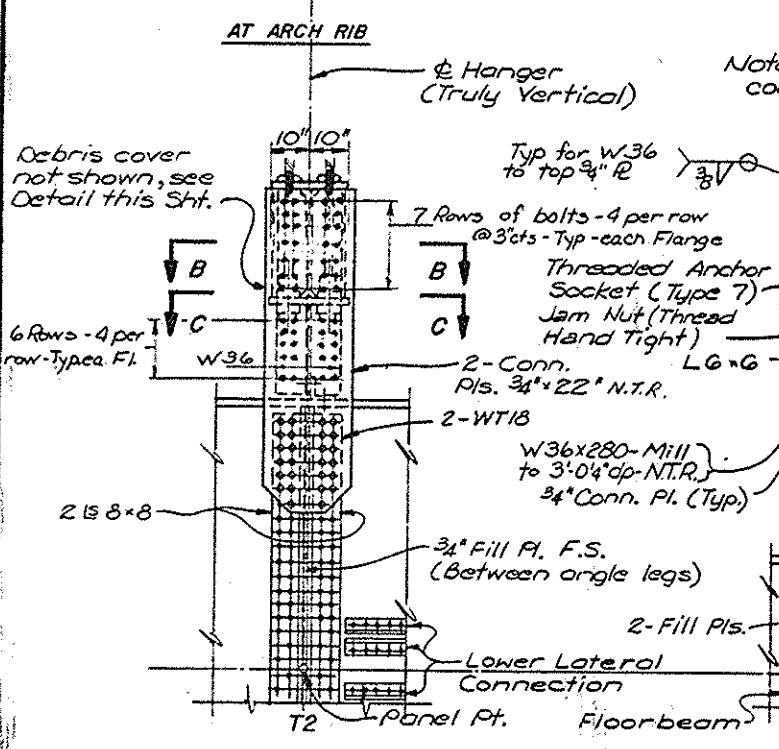 AT ARCH RIB
℄ Hanger
(Truly Vertical)
10" 10"
Debris cover
not shown, see
Detail this Sht.
Typ for W36
to top ¾" ℄
3/8
7 Rows of bolts-4 per row
@3"cts-Typ-each Flange
B B
C C
Threaded Anchor
Socket (Type 7)
Jam Nut (Thread
Hand Tight)
L6x6
6 Rows-4 per
row-Typ ea. Fl.
W36
2-Conn.
Pls. ¾"x22" N.T.R.
2-WT18
W36x280-Mill
to 3'-0¼"dp-N.T.R.
¾" Conn. Pl. (Typ.)
2 LS 8x8
¾" Fill Pl. F.S.
(Between angle legs)
2-Fill Pls.
Lower Lateral
Connection
T2
Panel Pt.
Floorbeam